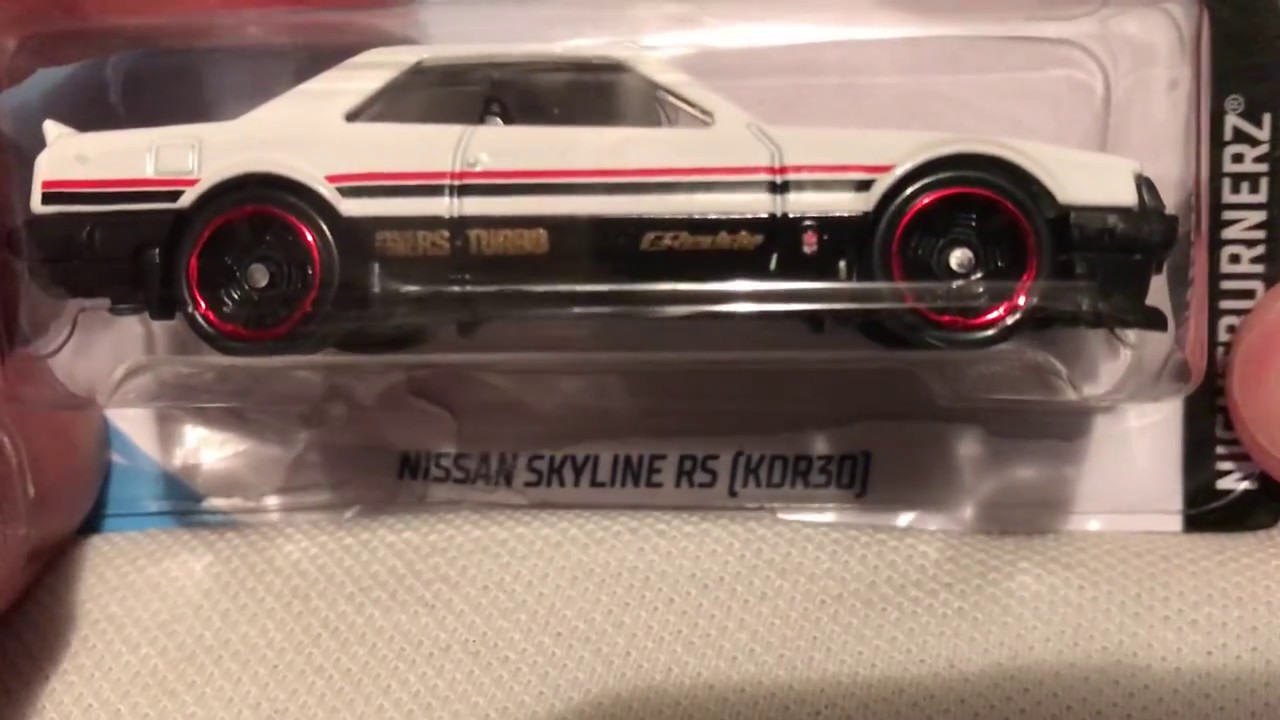 RS-TURBO
GReddy
NISSAN SKYLINE RS (KDR30)
NIGHTBURNERZ®